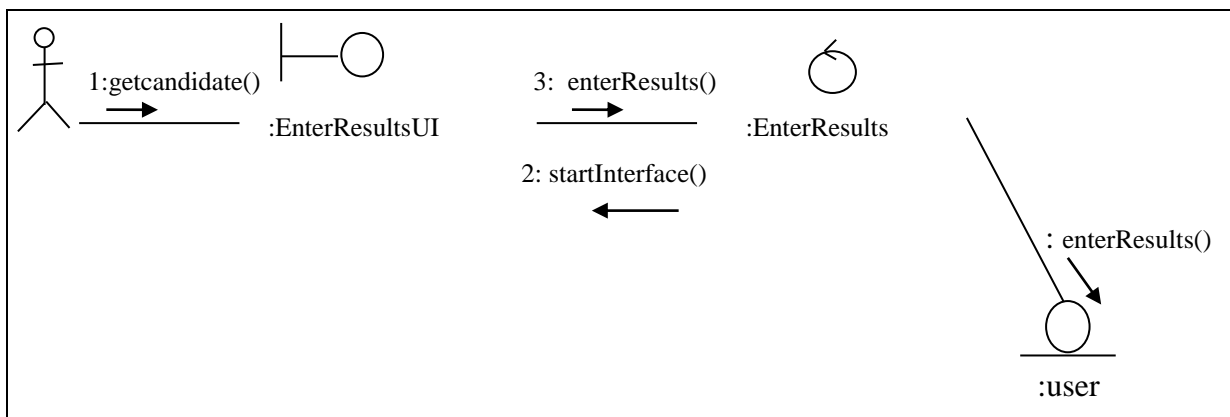 1:getcandidate()
:EnterResultsUI
3: enterResults()
:EnterResults
2: startInterface()
: enterResults()
:user